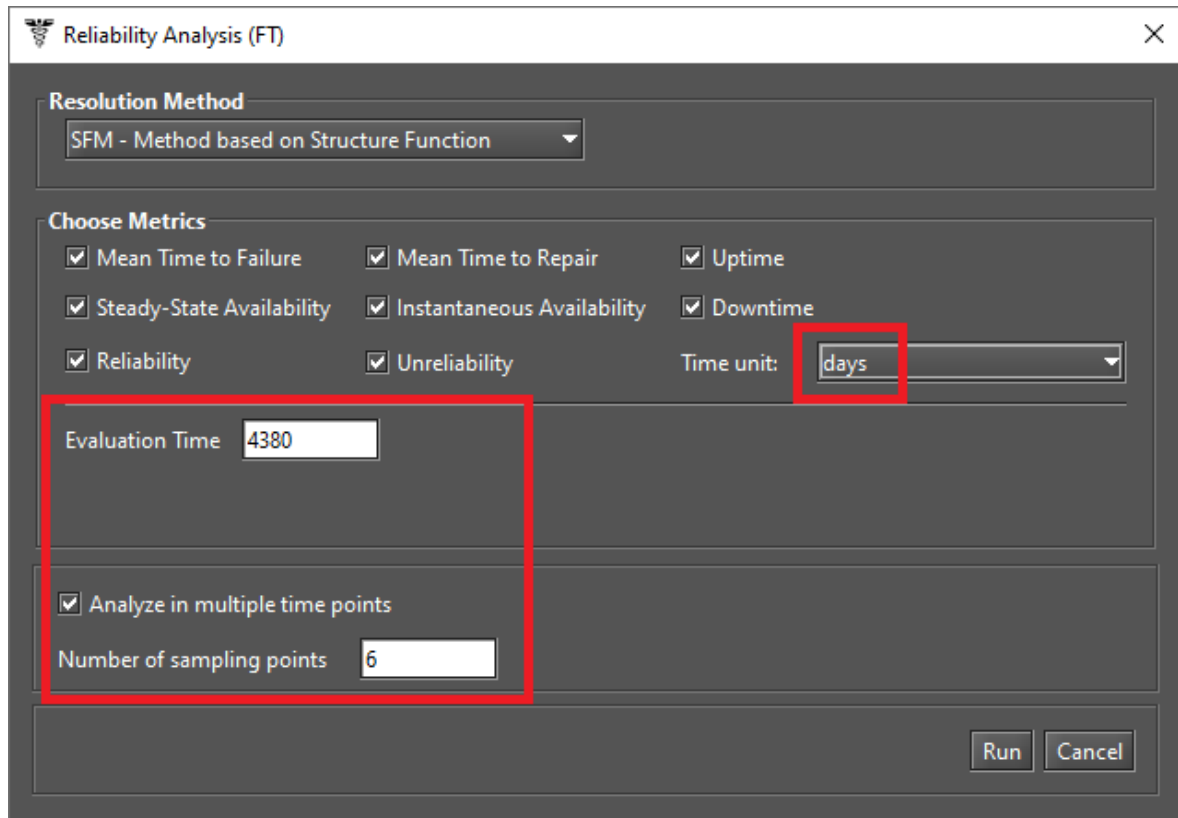 Reliability Analysis (FT)
Resolution Method
SFM - Method based on Structure Function
Choose Metrics
Mean Time to Failure
Mean Time to Repair
Uptime
Steady-State Availability
Instantaneous Availability
Downtime
Reliability
Unreliability
Time unit:
days
Evaluation Time
4380
Analyze in multiple time points
Number of sampling points
6
Run
Cancel